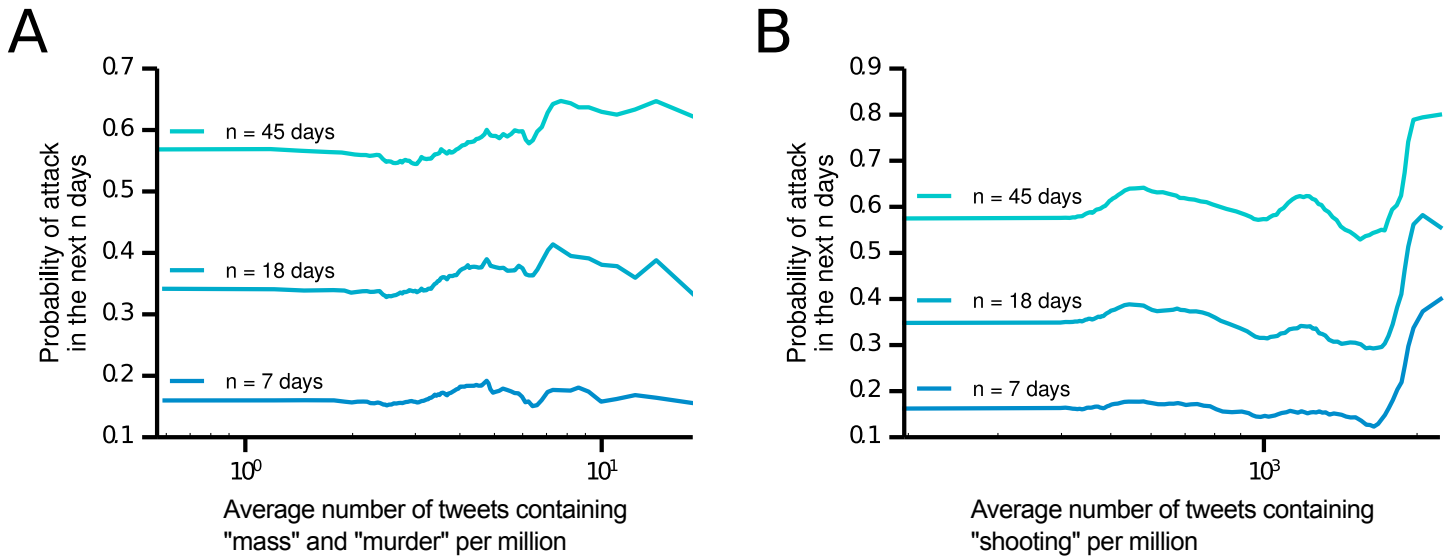 A
0.7
0.6
0.5
0.4
0.3
0.2
0.1
Probability of attack
in the next n days
n = 45 days
n = 18 days
n = 7 days
10⁰
10¹
Average number of tweets containing
"mass" and "murder" per million
B
0.9
0.8
0.7
0.6
0.5
0.4
0.3
0.2
0.1
Probability of attack
in the next n days
n = 45 days
n = 18 days
n = 7 days
10³
Average number of tweets containing
"shooting" per million